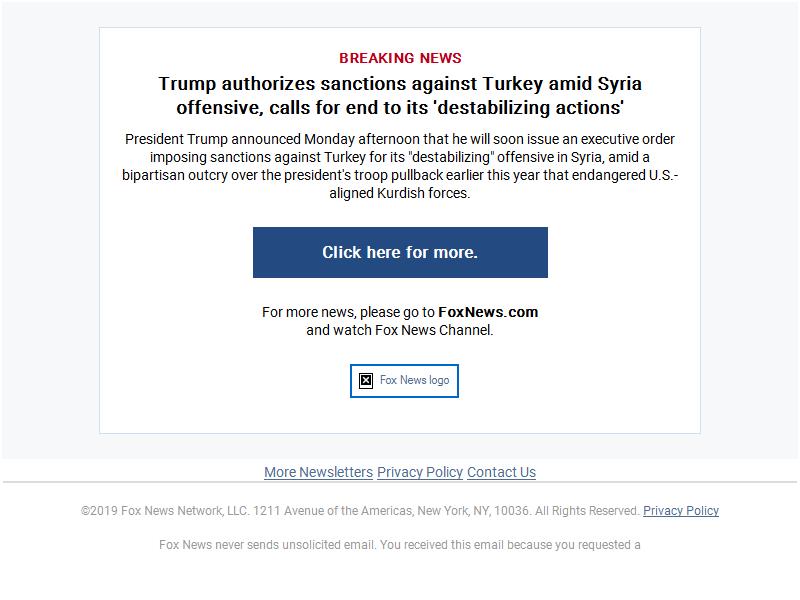 BREAKING NEWS
Trump authorizes sanctions against Turkey amid Syria
offensive, calls for end to its 'destabilizing actions'
President Trump announced Monday afternoon that he will soon issue an executive order
imposing sanctions against Turkey for its "destabilizing" offensive in Syria, amid a
bipartisan outcry over the president's troop pullback earlier this year that endangered U.S.-
aligned Kurdish forces.
Click here for more.
For more news, please go to FoxNews.com
and watch Fox News Channel.
Fox News logo
More Newsletters Privacy Policy Contact Us
©2019 Fox News Network, LLC. 1211 Avenue of the Americas, New York, NY, 10036. All Rights Reserved. Privacy Policy
Fox News never sends unsolicited email. You received this email because you requested a